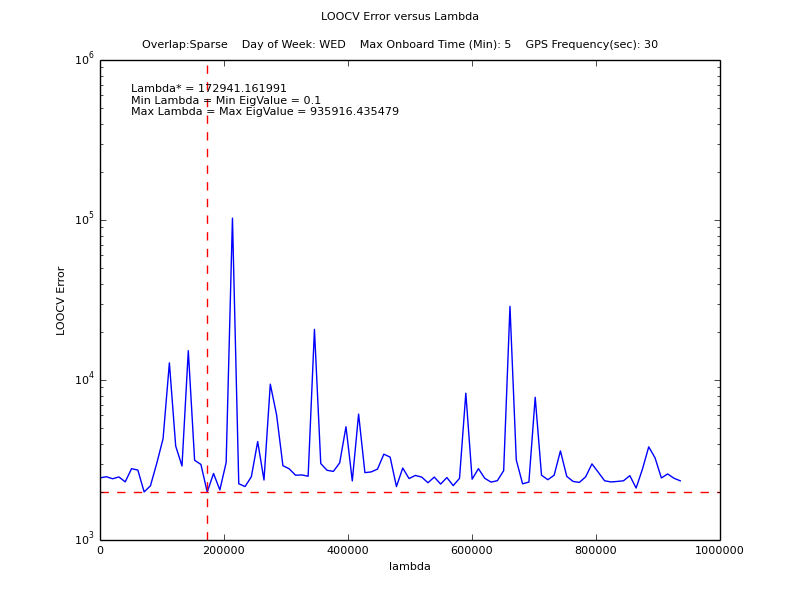 LOOCV Error versus Lambda
Overlap:Sparse    Day of Week: WED    Max Onboard Time (Min): 5    GPS Frequency(sec): 30
Lambda* = 172941.161991
Min Lambda = Min EigValue = 0.1
Max Lambda = Max EigValue = 935916.435479
10^6
10^5
10^4
10^3
LOOCV Error
0 200000 400000 600000 800000 1000000
lambda